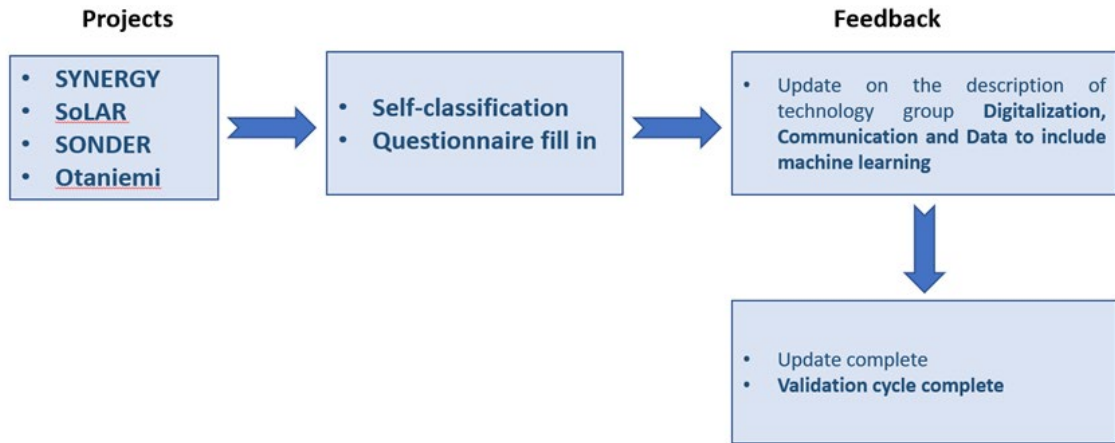 Projects
Feedback
• SYNERGY
• SoLAR
• SONDER
• Otaniemi
• Self-classification
• Questionnaire fill in
• Update on the description of
technology group Digitalization,
Communication and Data to include
machine learning
• Update complete
• Validation cycle complete